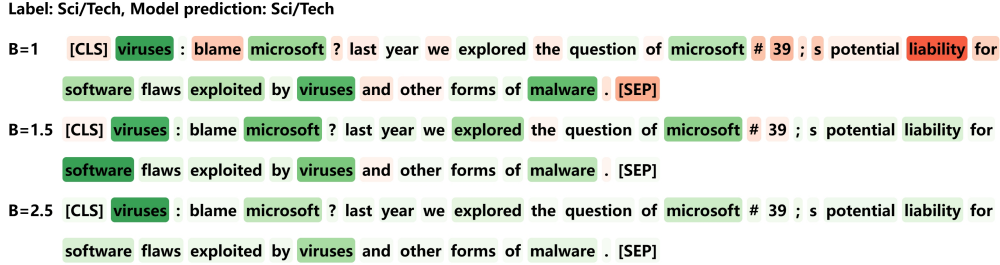 Label: Sci/Tech, Model prediction: Sci/Tech
B=1 [CLS] viruses : blame microsoft ? last year we explored the question of microsoft # 39 ; s potential liability for
software flaws exploited by viruses and other forms of malware . [SEP]
B=1.5 [CLS] viruses : blame microsoft ? last year we explored the question of microsoft # 39 ; s potential liability for
software flaws exploited by viruses and other forms of malware . [SEP]
B=2.5 [CLS] viruses : blame microsoft ? last year we explored the question of microsoft # 39 ; s potential liability for
software flaws exploited by viruses and other forms of malware . [SEP]